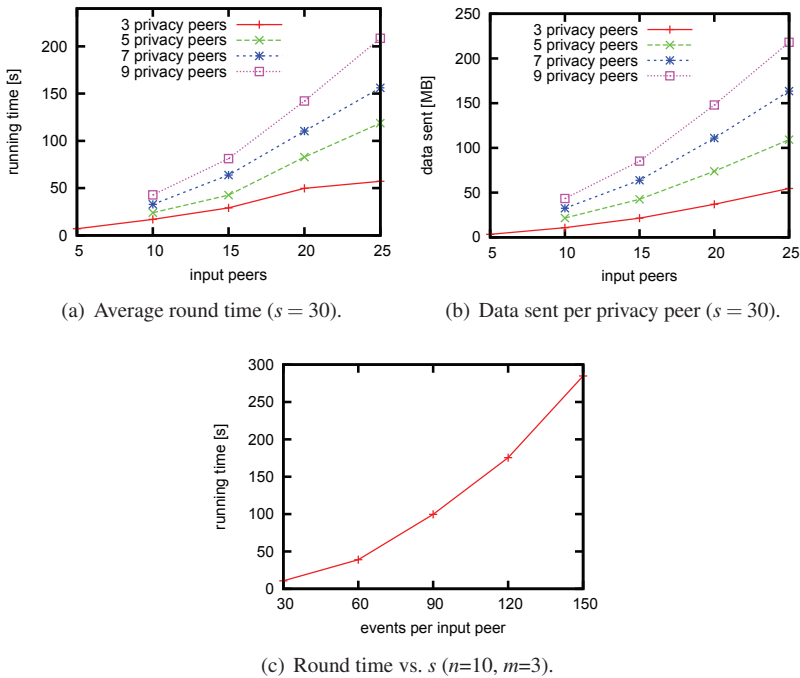 3 privacy peers
5 privacy peers
7 privacy peers
9 privacy peers
running time [s]
200
150
100
50
0
5 10 15 20 25
input peers
(a) Average round time (s = 30).
3 privacy peers
5 privacy peers
7 privacy peers
9 privacy peers
data sent [MB]
250
200
150
100
50
0
5 10 15 20 25
input peers
(b) Data sent per privacy peer (s = 30).
running time [s]
300
250
200
150
100
50
0
30 60 90 120 150
events per input peer
(c) Round time vs. s (n=10, m=3).